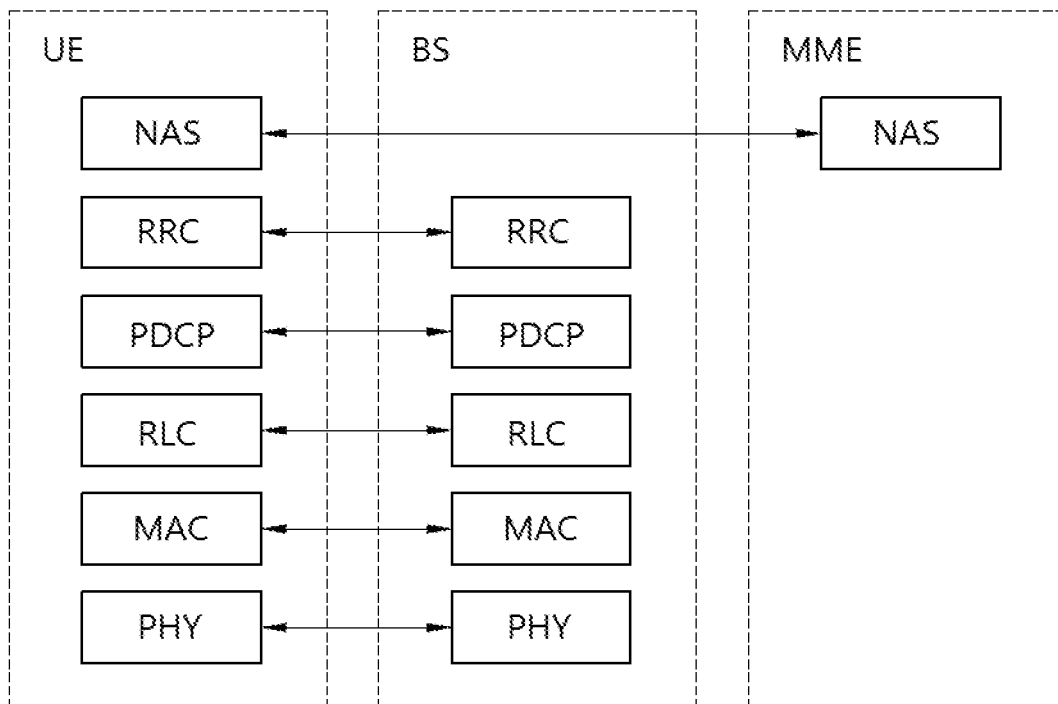 UE BS MME
NAS NAS
RRC RRC
PDCP PDCP
RLC RLC
MAC MAC
PHY PHY